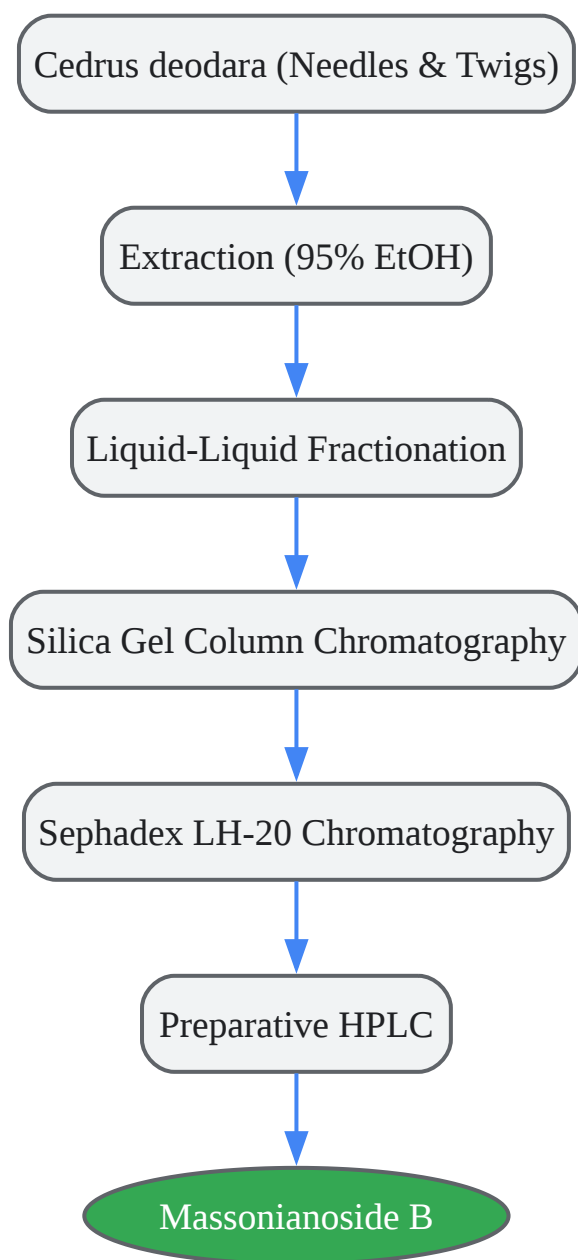 Cedrus deodara (Needles & Twigs)
Extraction (95% EtOH)
Liquid-Liquid Fractionation
Silica Gel Column Chromatography
Sephadex LH-20 Chromatography
Preparative HPLC
Massonianoside B